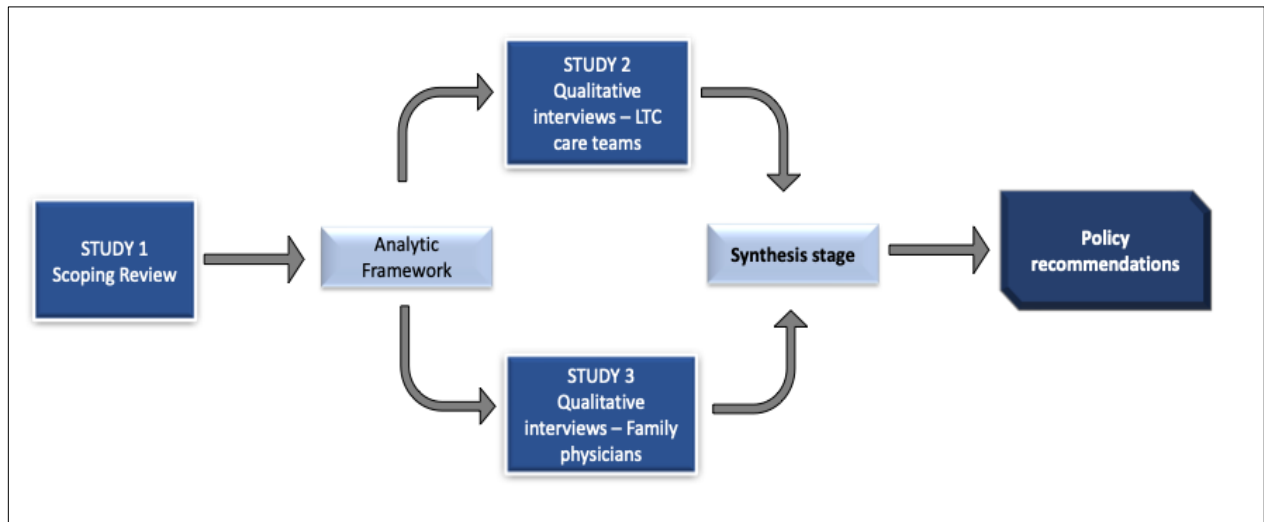 STUDY 1
Scoping Review
Analytic
Framework
STUDY 2
Qualitative
interviews – LTC
care teams
STUDY 3
Qualitative
interviews – Family
physicians
Synthesis stage
Policy
recommendations